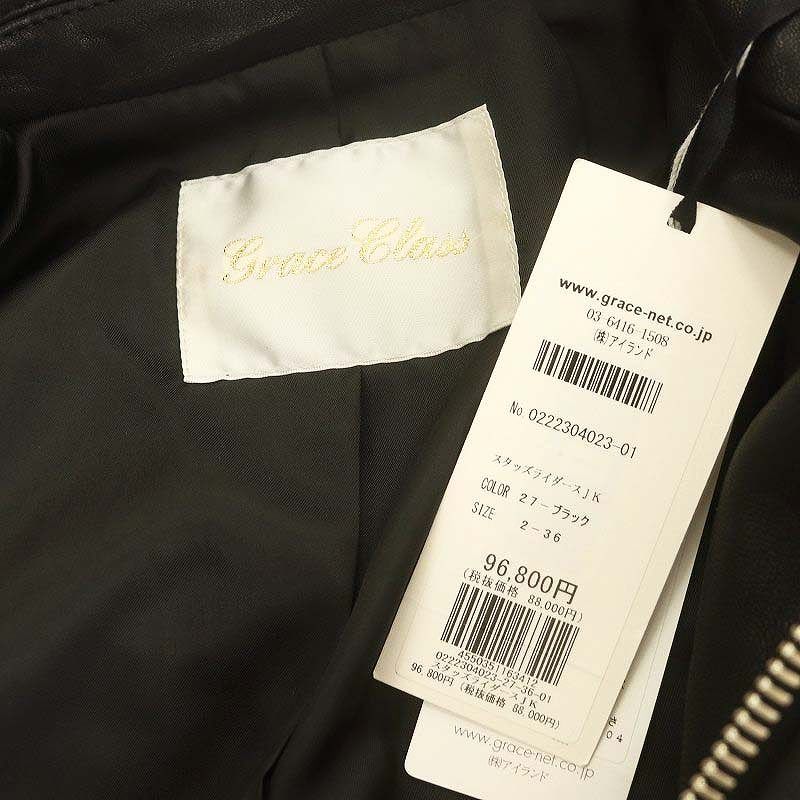 Grace Class
www.grace-net.co.jp
03 6416 1508
(株)アイランド
No 0222304023-01
スタッズライダースJK
COLOR 27-ブラック
SIZE 2-36
96,800円
(税抜価格 88,000円)
4550351163412
0222304023-27-36-01
スタッズライダースJK
96,800円 (税抜価格 88,000円)
き
04
www.grace-net.co.jp
(株)アイランド